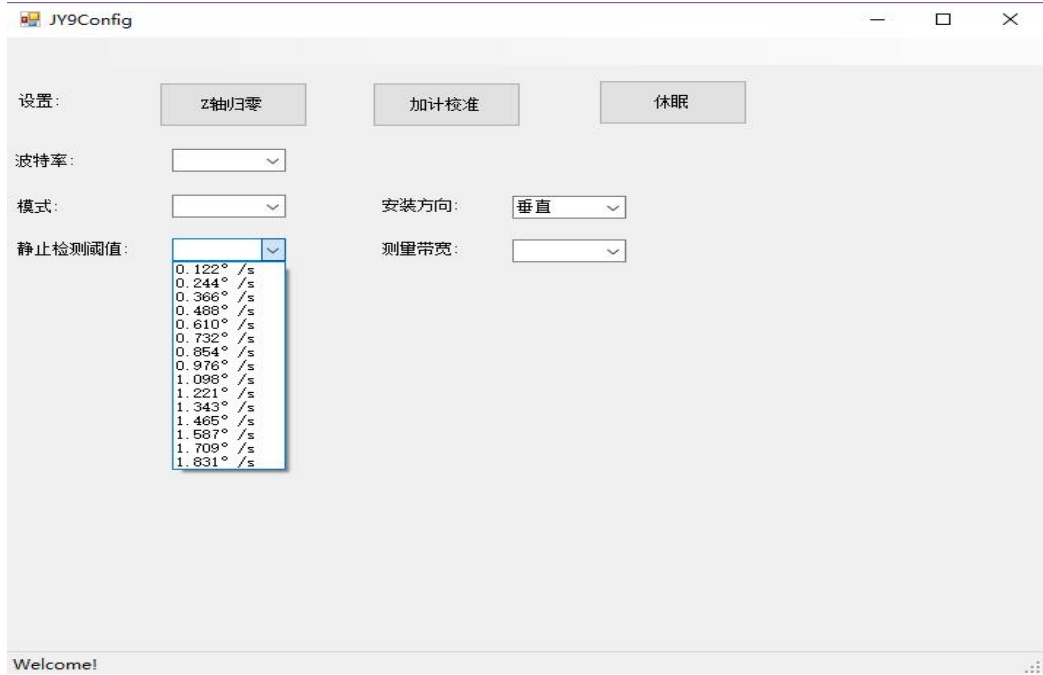 JY9Config
设置:
Z轴归零
加计校准
休眠
波特率:
模式:
安装方向:
垂直
静止检测阈值:
测量带宽:
0.122° /s
0.244° /s
0.366° /s
0.488° /s
0.610° /s
0.732° /s
0.854° /s
0.976° /s
1.098° /s
1.221° /s
1.343° /s
1.465° /s
1.587° /s
1.709° /s
1.831° /s
Welcome!